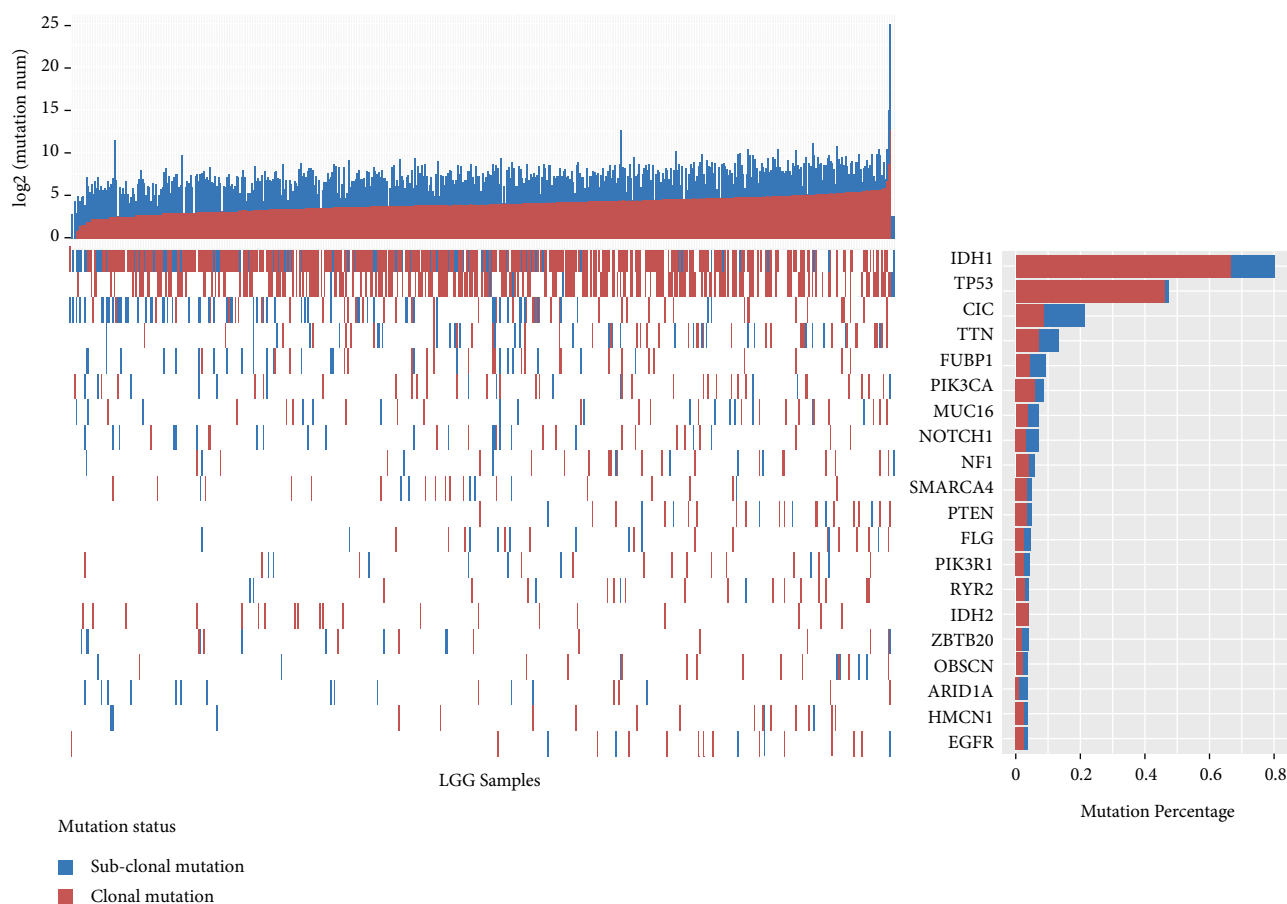 log2 (mutation num)
25
20
15
10
5
0
IDH1
TP53
CIC
TTN
FUBP1
PIK3CA
MUC16
NOTCH1
NF1
SMARCA4
PTEN
FLG
PIK3R1
RYR2
IDH2
ZBTB20
OBSCN
ARID1A
HMCN1
EGFR
0 0.2 0.4 0.6 0.8
LGG Samples
Mutation Percentage
Mutation status
Sub-clonal mutation
Clonal mutation